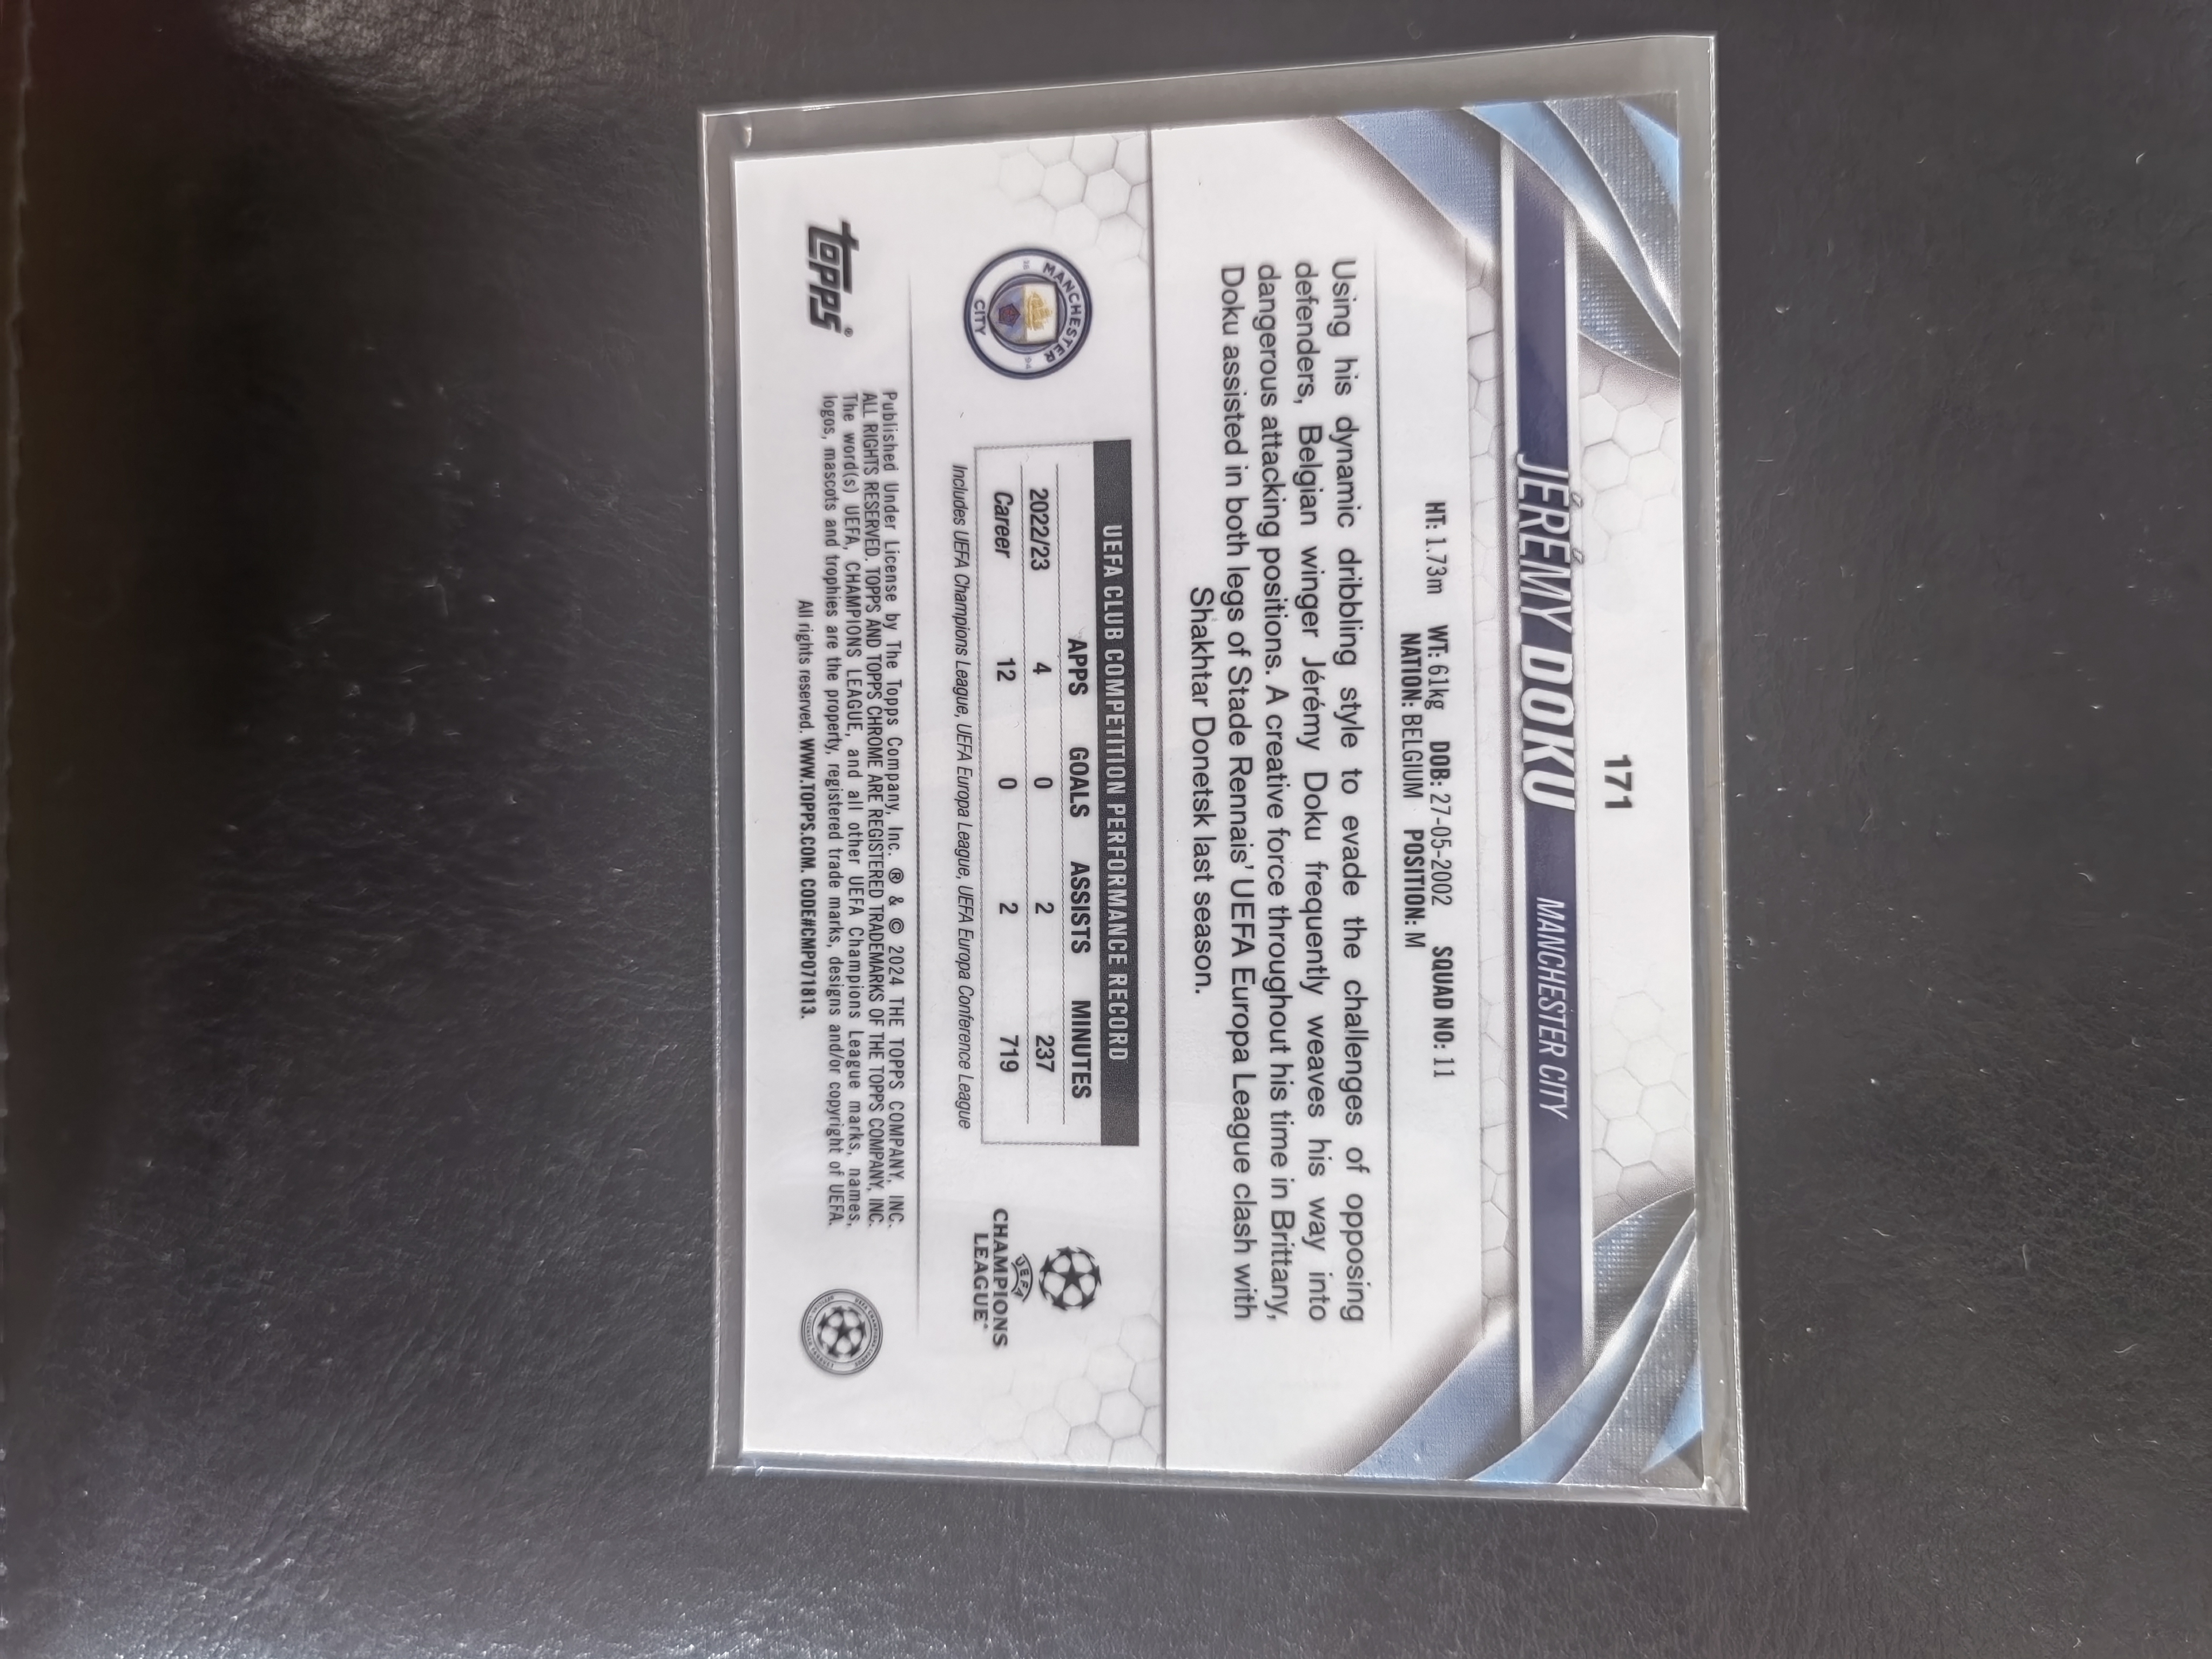 171
JÉRÉMY DOKU MANCHESTER CITY
HT: 1.73m WT: 61kg DOB: 27-05-2002 SQUAD NO: 11
NATION: BELGIUM POSITION: M
Using his dynamic dribbling style to evade the challenges of opposing
defenders, Belgian winger Jérémy Doku frequently weaves his way into
dangerous attacking positions. A creative force throughout his time in Brittany,
Doku assisted in both legs of Stade Rennais' UEFA Europa League clash with
Shakhtar Donetsk last season.
UEFA CLUB COMPETITION PERFORMANCE RECORD
APPS GOALS ASSISTS MINUTES
2022/23 4 0 2 237
Career 12 0 2 719
Includes UEFA Champions League, UEFA Europa League, UEFA Europa Conference League
MANCHESTER
CITY
18 94
UEFA
CHAMPIONS
LEAGUE
topps®
Published Under License by The Topps Company, Inc. ® & © 2024 THE TOPPS COMPANY, INC.
ALL RIGHTS RESERVED. TOPPS AND TOPPS CHROME ARE REGISTERED TRADEMARKS OF THE TOPPS COMPANY, INC.
The word(s) UEFA, CHAMPIONS LEAGUE, and all other UEFA Champions League marks, names,
logos, mascots and trophies are the property, registered trade marks, designs and/or copyright of UEFA.
All rights reserved. WWW.TOPPS.COM. CODE#CMP071813.